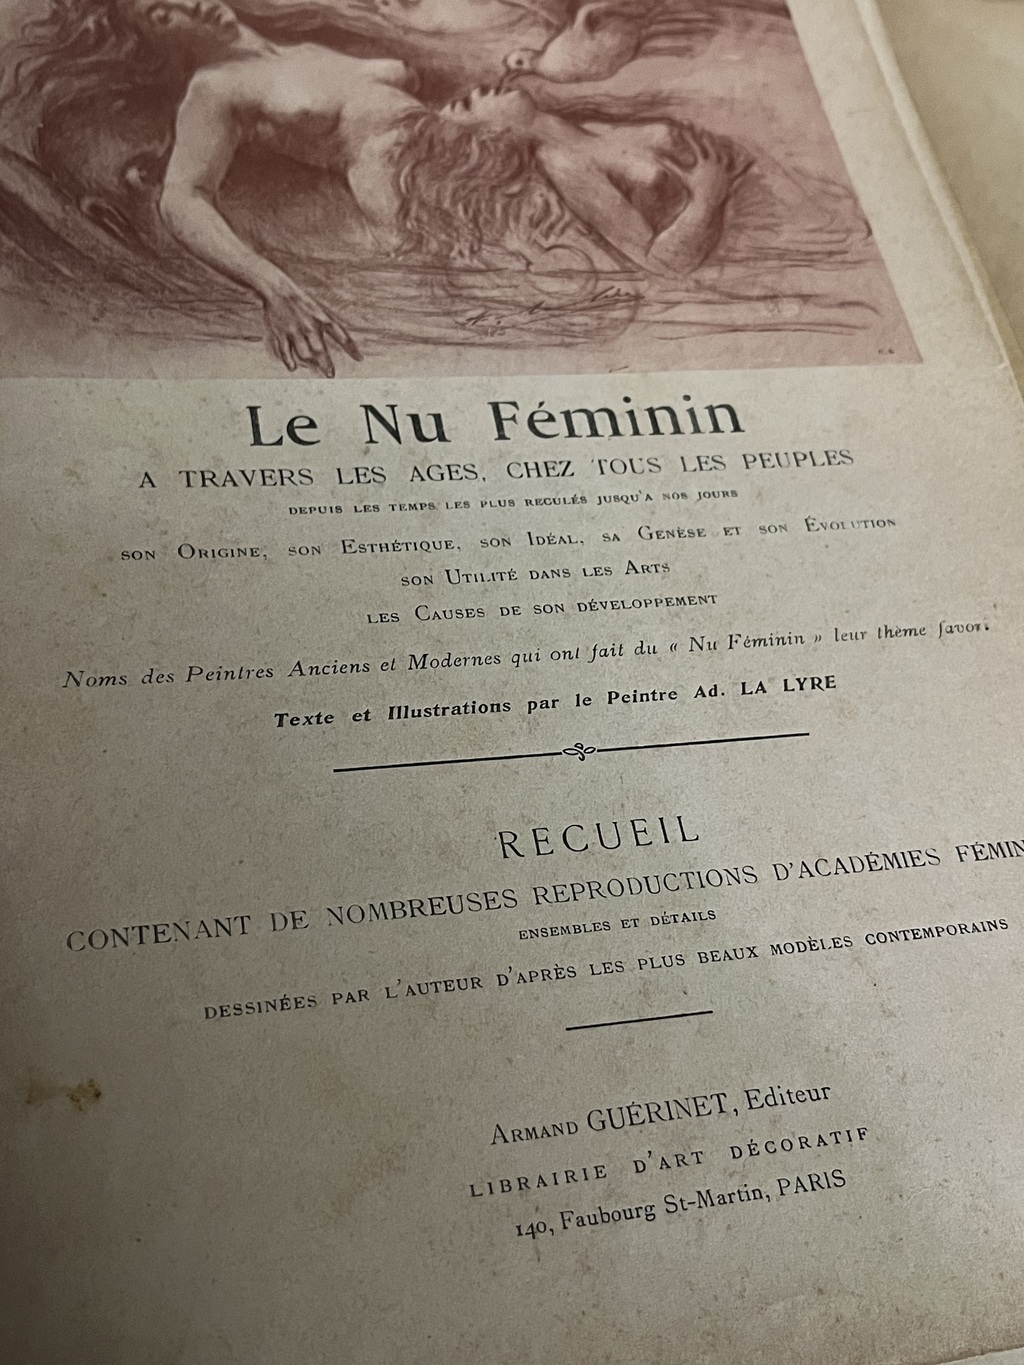 Le Nu Féminin
A TRAVERS LES AGES, CHEZ TOUS LES PEUPLES
DEPUIS LES TEMPS LES PLUS RECULÉS JUSQU'A NOS JOURS
SON ORIGINE, SON ESTHÉTIQUE, SON IDÉAL, SA GENÈSE ET SON ÉVOLUTION
SON UTILITÉ DANS LES ARTS
LES CAUSES DE SON DÉVELOPPEMENT
Noms des Peintres Anciens et Modernes qui ont fait du « Nu Féminin » leur thème favori
Texte et Illustrations par le Peintre Ad. LA LYRE
RECUEIL
CONTENANT DE NOMBREUSES REPRODUCTIONS D'ACADÉMIES FÉMIN
ENSEMBLES ET DÉTAILS
DESSINÉES PAR L'AUTEUR D'APRÈS LES PLUS BEAUX MODÈLES CONTEMPORAINS
ARMAND GUÉRINET, Editeur
LIBRAIRIE D'ART DÉCORATIF
140, Faubourg St-Martin, PARIS